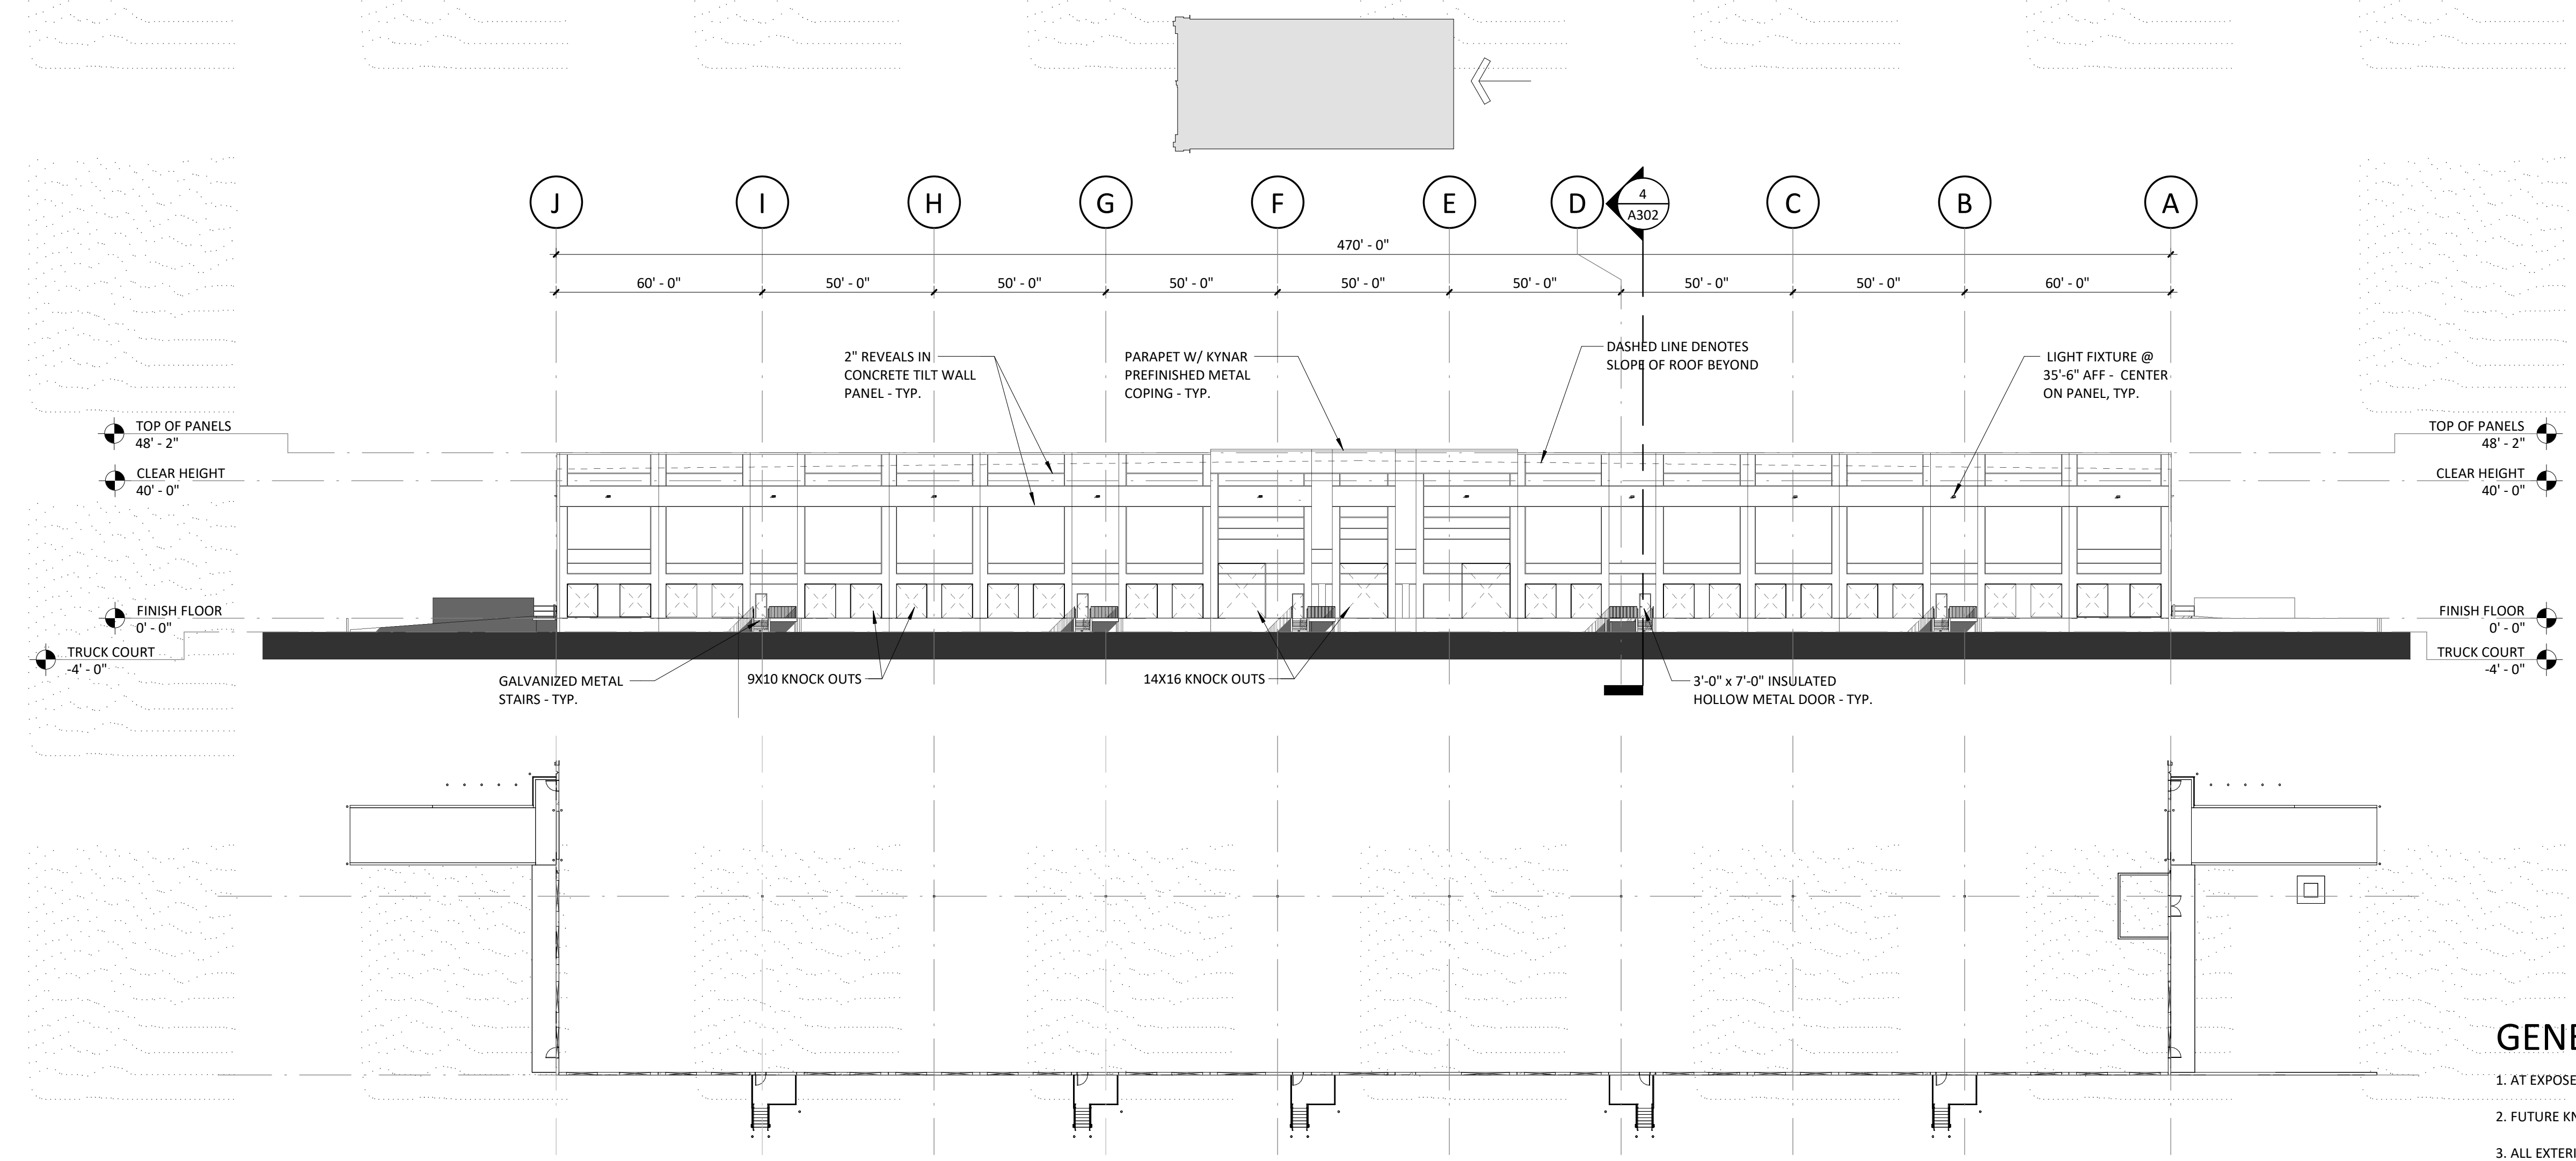 J I H G F E D 4 C B A
A302
470' - 0"
60' - 0" 50' - 0" 50' - 0" 50' - 0" 50' - 0" 50' - 0" 50' - 0" 50' - 0" 60' - 0"
2" REVEALS IN
CONCRETE TILT WALL
PANEL - TYP.
PARAPET W/ KYNAR
PREFINISHED METAL
COPING - TYP.
DASHED LINE DENOTES
SLOPE OF ROOF BEYOND
LIGHT FIXTURE @
35'-6" AFF - CENTER
ON PANEL, TYP.
TOP OF PANELS
48' - 2"
CLEAR HEIGHT
40' - 0"
FINISH FLOOR
0' - 0"
TRUCK COURT
-4' - 0"
TOP OF PANELS
48' - 2"
CLEAR HEIGHT
40' - 0"
FINISH FLOOR
0' - 0"
TRUCK COURT
-4' - 0"
GALVANIZED METAL
STAIRS - TYP.
9X10 KNOCK OUTS
14X16 KNOCK OUTS
3'-0" x 7'-0" INSULATED
HOLLOW METAL DOOR - TYP.
GENE
1. AT EXPOSE
2. FUTURE KN
3. ALL EXTERI